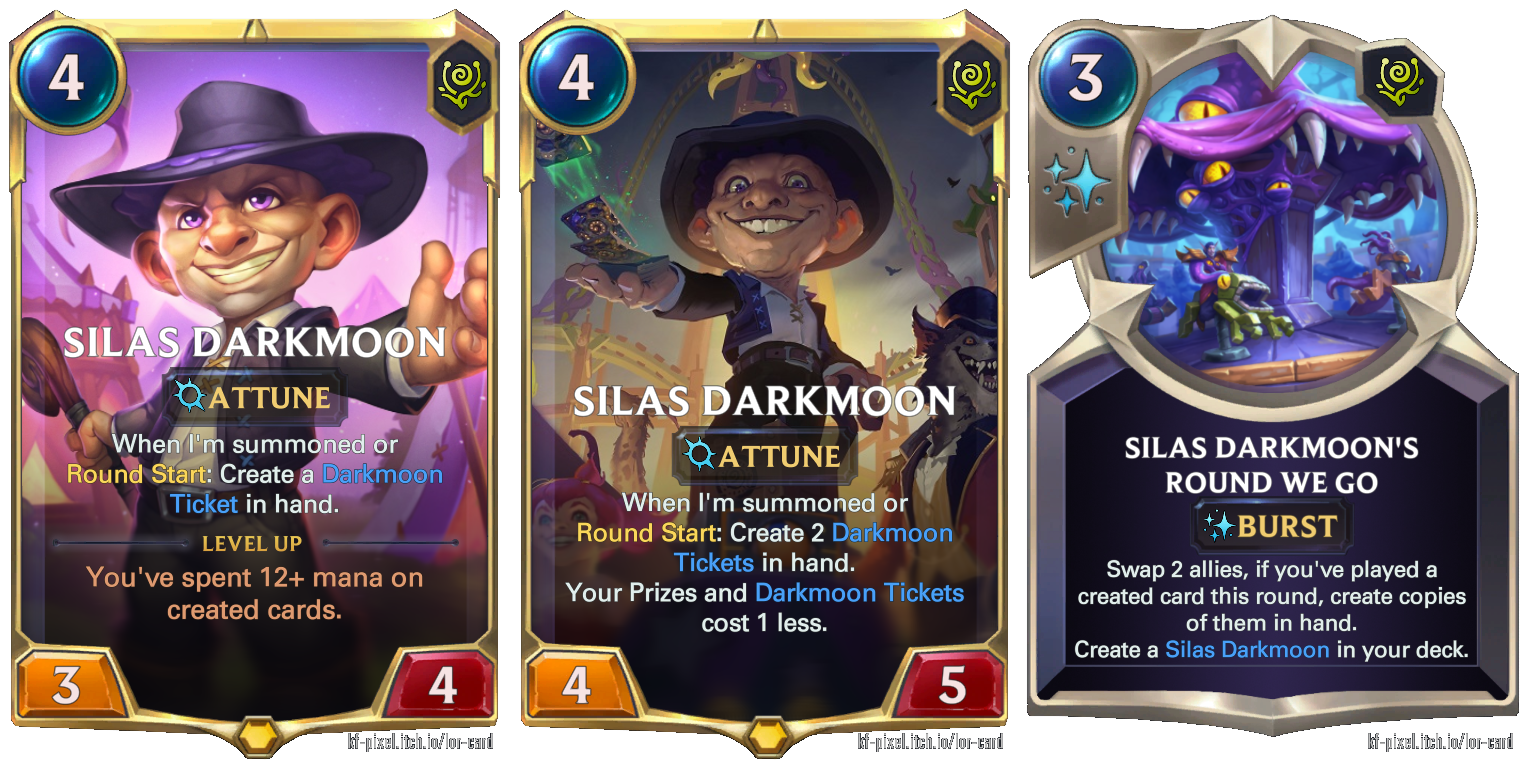 4
SILAS DARKMOON
ATTUNE
When I'm summoned or
Round Start: Create a Darkmoon
Ticket in hand.
LEVEL UP
You've spent 12+ mana on
created cards.
3
4
kf-pixel.itch.io/lor-card
4
SILAS DARKMOON
ATTUNE
When I'm summoned or
Round Start: Create 2 Darkmoon
Tickets in hand.
Your Prizes and Darkmoon Tickets
cost 1 less.
4
5
kf-pixel.itch.io/lor-card
3
SILAS DARKMOON'S
ROUND WE GO
BURST
Swap 2 allies, if you've played a
created card this round, create copies
of them in hand.
Create a Silas Darkmoon in your deck.
kf-pixel.itch.io/lor-card